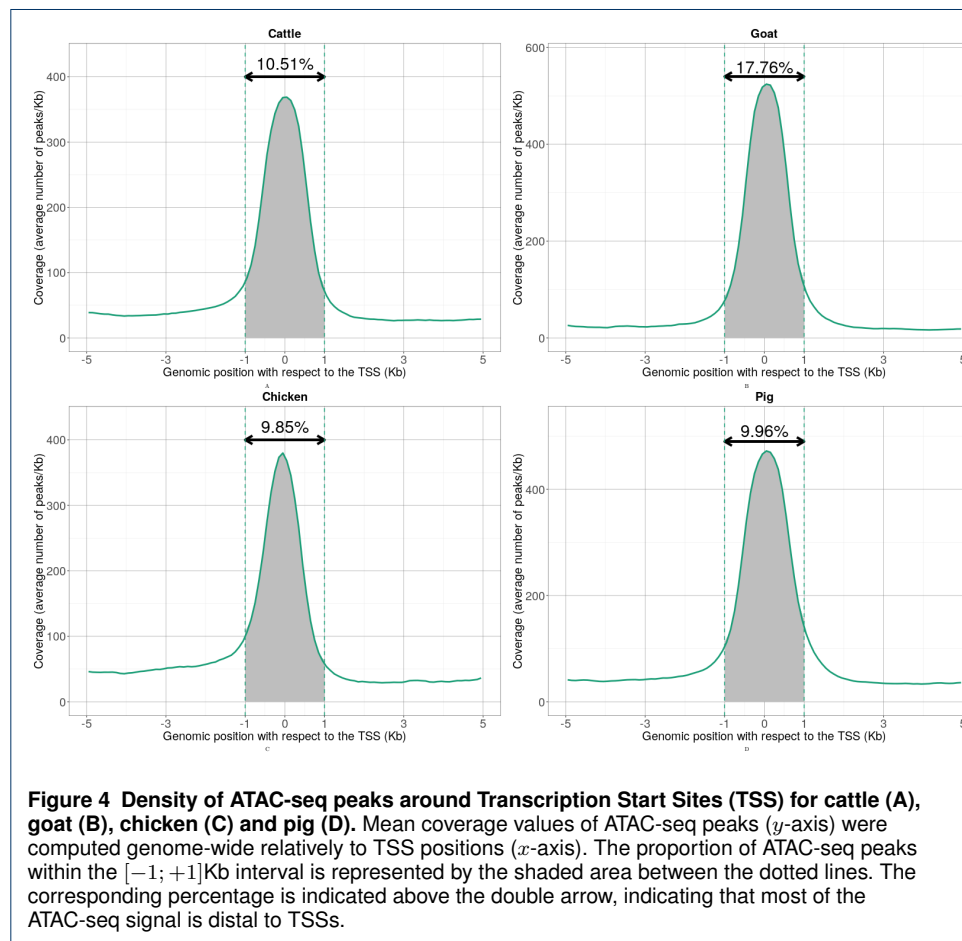 Cattle
10.51%
400
300
200
100
0
Coverage (average number of peaks/Kb)
-5
-3
-1
0
1
3
5
Genomic position with respect to the TSS (Kb)
A
Goat
17.76%
600
400
200
0
Coverage (average number of peaks/Kb)
-5
-3
-1
0
1
3
5
Genomic position with respect to the TSS (Kb)
B
Chicken
9.85%
400
300
200
100
0
Coverage (average number of peaks/Kb)
-5
-3
-1
0
1
3
5
Genomic position with respect to the TSS (Kb)
C
Pig
9.96%
400
200
0
Coverage (average number of peaks/Kb)
-5
-3
-1
0
1
3
5
Genomic position with respect to the TSS (Kb)
D
Figure 4 Density of ATAC-seq peaks around Transcription Start Sites (TSS) for cattle (A),
goat (B), chicken (C) and pig (D). Mean coverage values of ATAC-seq peaks (y-axis) were
computed genome-wide relatively to TSS positions (x-axis). The proportion of ATAC-seq peaks
within the [−1; +1]Kb interval is represented by the shaded area between the dotted lines. The
corresponding percentage is indicated above the double arrow, indicating that most of the
ATAC-seq signal is distal to TSSs.